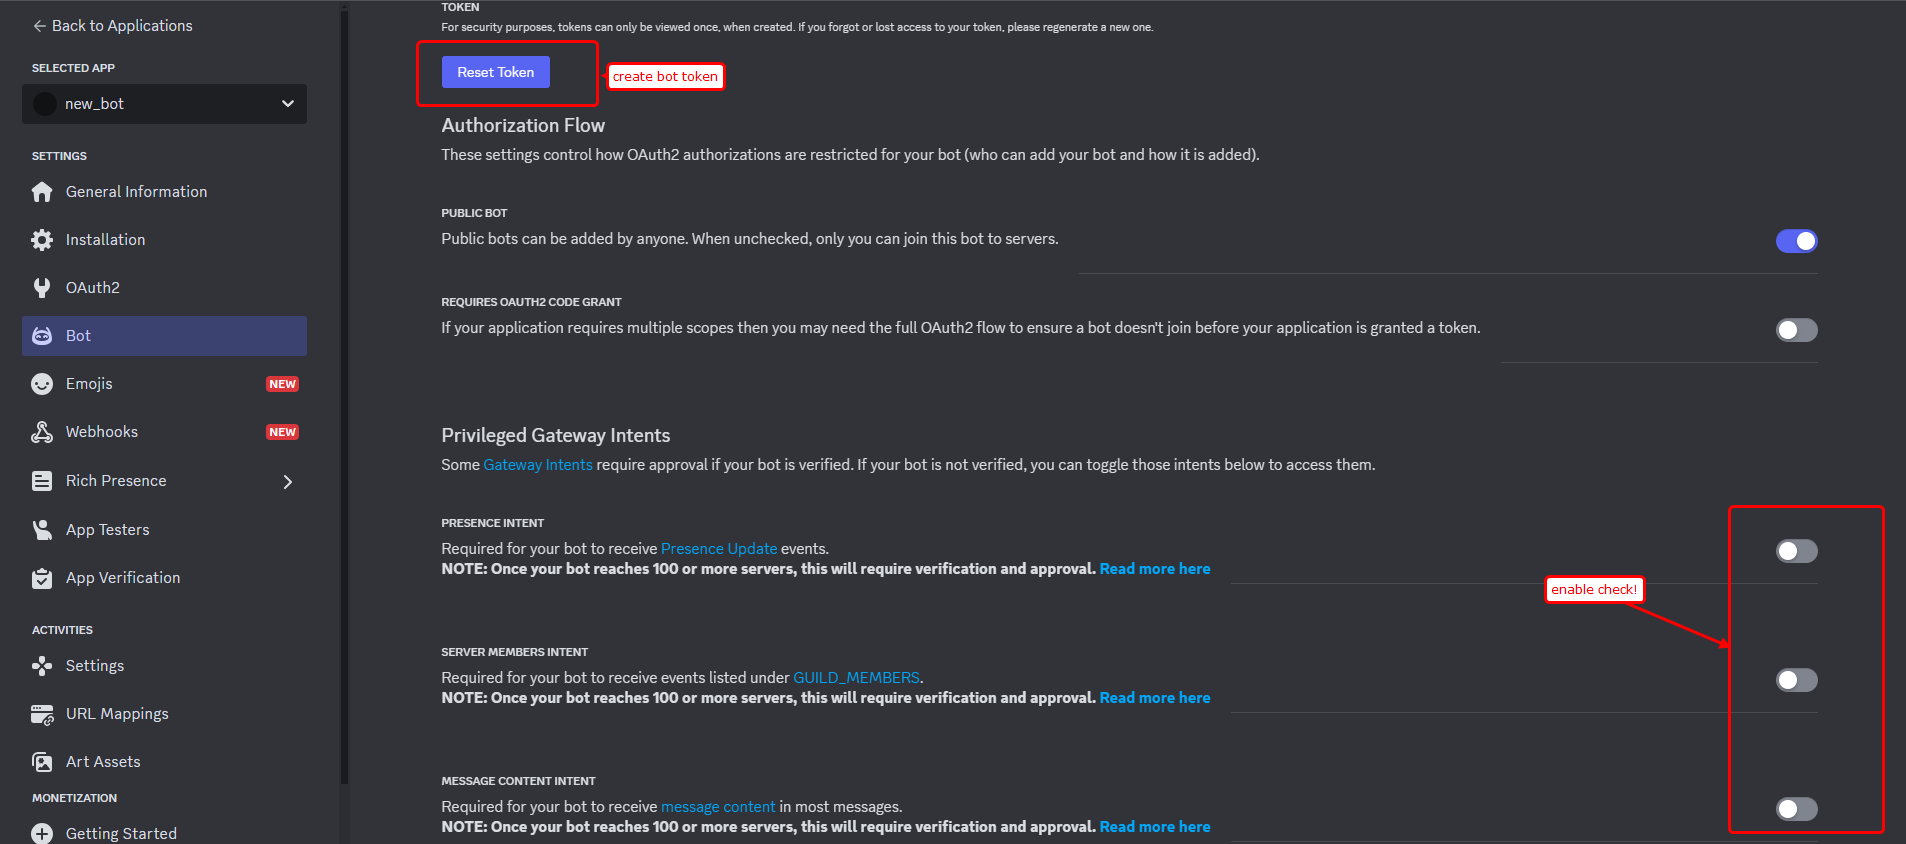 Back to Applications
SELECTED APP
new_bot
SETTINGS
General Information
Installation
OAuth2
Bot
Emojis NEW
Webhooks NEW
Rich Presence
App Testers
App Verification
ACTIVITIES
Settings
URL Mappings
Art Assets
MONETIZATION
Getting Started
TOKEN
For security purposes, tokens can only be viewed once, when created. If you forgot or lost access to your token, please regenerate a new one.
Reset Token
create bot token
Authorization Flow
These settings control how OAuth2 authorizations are restricted for your bot (who can add your bot and how it is added).
PUBLIC BOT
Public bots can be added by anyone. When unchecked, only you can join this bot to servers.
REQUIRES OAUTH2 CODE GRANT
If your application requires multiple scopes then you may need the full OAuth2 flow to ensure a bot doesn't join before your application is granted a token.
Privileged Gateway Intents
Some Gateway Intents require approval if your bot is verified. If your bot is not verified, you can toggle those intents below to access them.
PRESENCE INTENT
Required for your bot to receive Presence Update events.
NOTE: Once your bot reaches 100 or more servers, this will require verification and approval. Read more here
enable check!
SERVER MEMBERS INTENT
Required for your bot to receive events listed under GUILD_MEMBERS.
NOTE: Once your bot reaches 100 or more servers, this will require verification and approval. Read more here
MESSAGE CONTENT INTENT
Required for your bot to receive message content in most messages.
NOTE: Once your bot reaches 100 or more servers, this will require verification and approval. Read more here